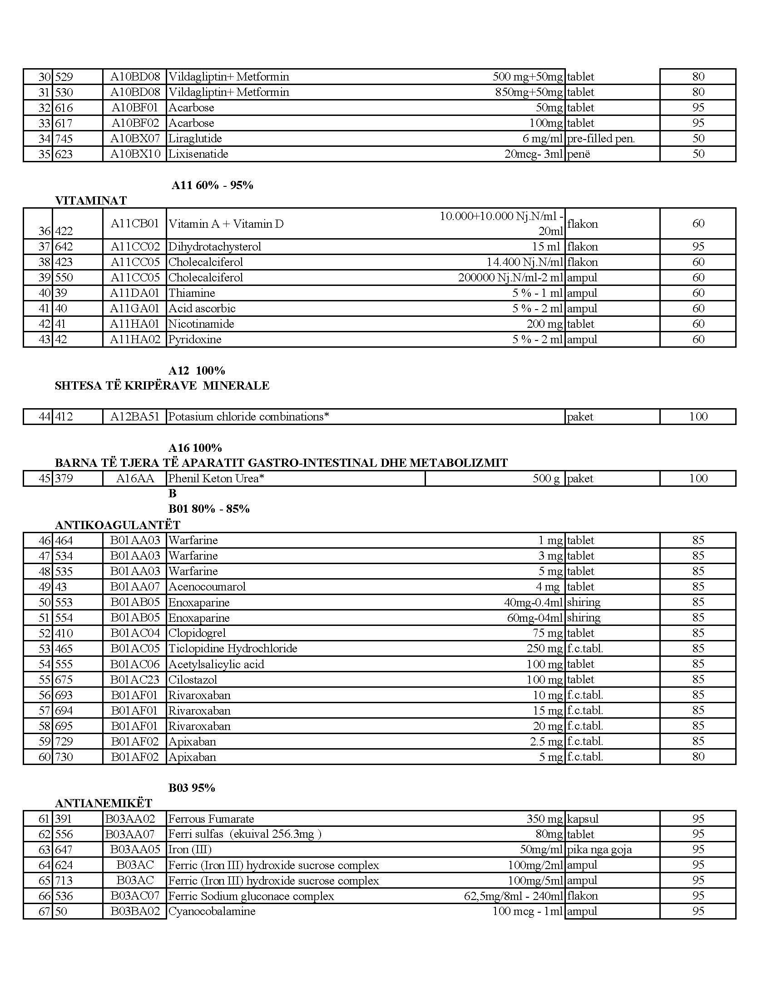 30 529 A10BD08 Vildagliptin+ Metformin 500 mg+50mg tablet 80
31 530 A10BD08 Vildagliptin+ Metformin 850mg+50mg tablet 80
32 616 A10BF01 Acarbose 50mg tablet 95
33 617 A10BF02 Acarbose 100mg tablet 95
34 745 A10BX07 Liraglutide 6 mg/ml pre-filled pen. 50
35 623 A10BX10 Lixisenatide 20mcg- 3ml penë 50
A11 60% - 95%
VITAMINAT
36 422 A11CB01 Vitamin A + Vitamin D 10.000+10.000 Nj.N/ml -
20ml flakon 60
37 642 A11CC02 Dihydrotachysterol 15 ml flakon 95
38 423 A11CC05 Cholecalciferol 14.400 Nj.N/ml flakon 60
39 550 A11CC05 Cholecalciferol 200000 Nj.N/ml-2 ml ampul 60
40 39 A11DA01 Thiamine 5 % - 1 ml ampul 60
41 40 A11GA01 Acid ascorbic 5 % - 2 ml ampul 60
42 41 A11HA01 Nicotinamide 200 mg tablet 60
43 42 A11HA02 Pyridoxine 5 % - 2 ml ampul 60
A12 100%
SHTESA TË KRIPËRAVE MINERALE
44 412 A12BA51 Potasium chloride combinations* paket 100
A16 100%
BARNA TË TJERA TË APARATIT GASTRO-INTESTINAL DHE METABOLIZMIT
45 379 A16AA Phenil Keton Urea* 500 g paket 100
B
B01 80% - 85%
ANTIKOAGULANTËT
46 464 B01AA03 Warfarine 1 mg tablet 85
47 534 B01AA03 Warfarine 3 mg tablet 85
48 535 B01AA03 Warfarine 5 mg tablet 85
49 43 B01AA07 Acenocoumarol 4 mg tablet 85
50 553 B01AB05 Enoxaparine 40mg-0.4ml shiring 85
51 554 B01AB05 Enoxaparine 60mg-04ml shiring 85
52 410 B01AC04 Clopidogrel 75 mg tablet 85
53 465 B01AC05 Ticlopidine Hydrochloride 250 mg f.c.tabl. 85
54 555 B01AC06 Acetylsalicylic acid 100 mg tablet 85
55 675 B01AC23 Cilostazol 100 mg tablet 85
56 693 B01AF01 Rivaroxaban 10 mg f.c.tabl. 85
57 694 B01AF01 Rivaroxaban 15 mg f.c.tabl. 85
58 695 B01AF01 Rivaroxaban 20 mg f.c.tabl. 85
59 729 B01AF02 Apixaban 2.5 mg f.c.tabl. 85
60 730 B01AF02 Apixaban 5 mg f.c.tabl. 80
B03 95%
ANTIANEMIKËT
61 391 B03AA02 Ferrous Fumarate 350 mg kapsul 95
62 556 B03AA07 Ferri sulfas (ekuival 256.3mg ) 80mg tablet 95
63 647 B03AA05 Iron (III) 50mg/ml pika nga goja 95
64 624 B03AC Ferric (Iron III) hydroxide sucrose complex 100mg/2ml ampul 95
65 713 B03AC Ferric (Iron III) hydroxide sucrose complex 100mg/5ml ampul 95
66 536 B03AC07 Ferric Sodium gluconace complex 62,5mg/8ml - 240ml flakon 95
67 50 B03BA02 Cyanocobalamine 100 mcg - 1ml ampul 95